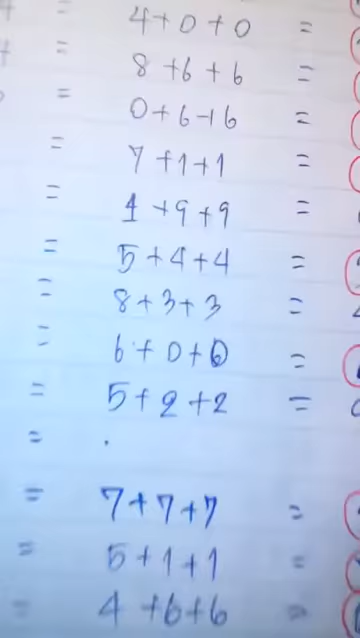 = 4+0+0 =
= 8+6+6 =
= 0+6+6 =
= 7+1+1 =
= 1+9+9 =
= 5+4+4 =
= 8+3+3 =
= 6+0+0 =
= 5+2+2 =
= .
= 7+7+7 =
= 5+1+1 =
= 4+6+6 =